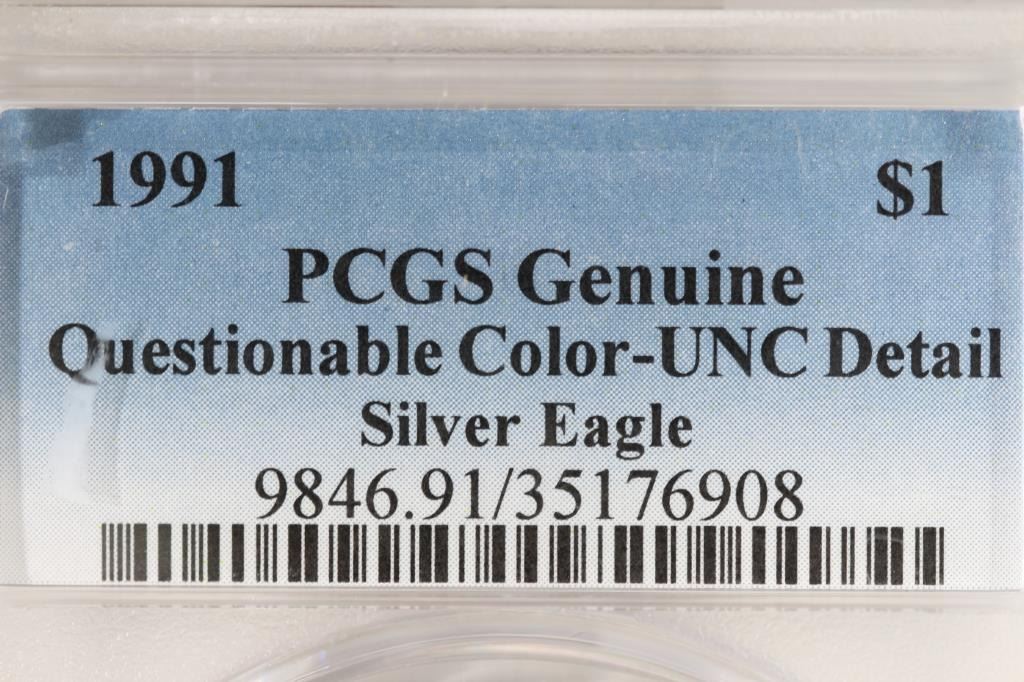 1991 $1
PCGS Genuine
Questionable Color-UNC Detail
Silver Eagle
9846.91/35176908